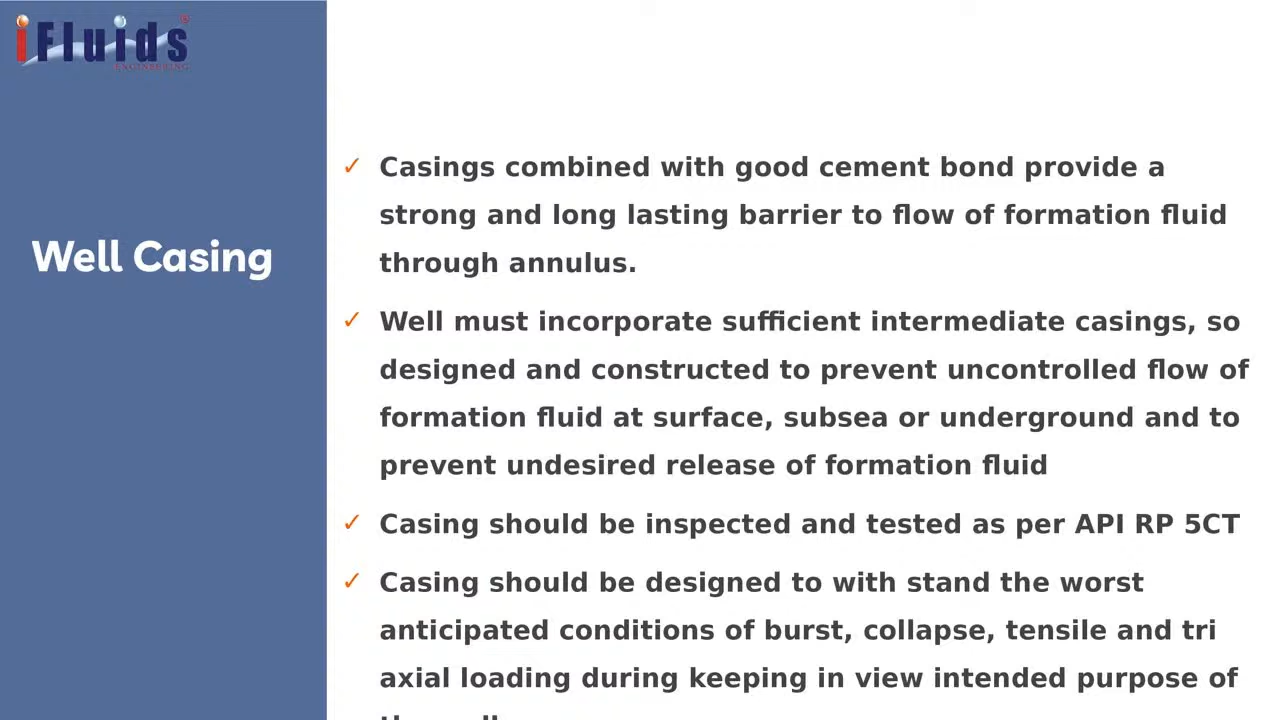 iFluids®
ENGINEERING
Well Casing
✓ Casings combined with good cement bond provide a
strong and long lasting barrier to flow of formation fluid
through annulus.
✓ Well must incorporate sufficient intermediate casings, so
designed and constructed to prevent uncontrolled flow of
formation fluid at surface, subsea or underground and to
prevent undesired release of formation fluid
✓ Casing should be inspected and tested as per API RP 5CT
✓ Casing should be designed to with stand the worst
anticipated conditions of burst, collapse, tensile and tri
axial loading during keeping in view intended purpose of